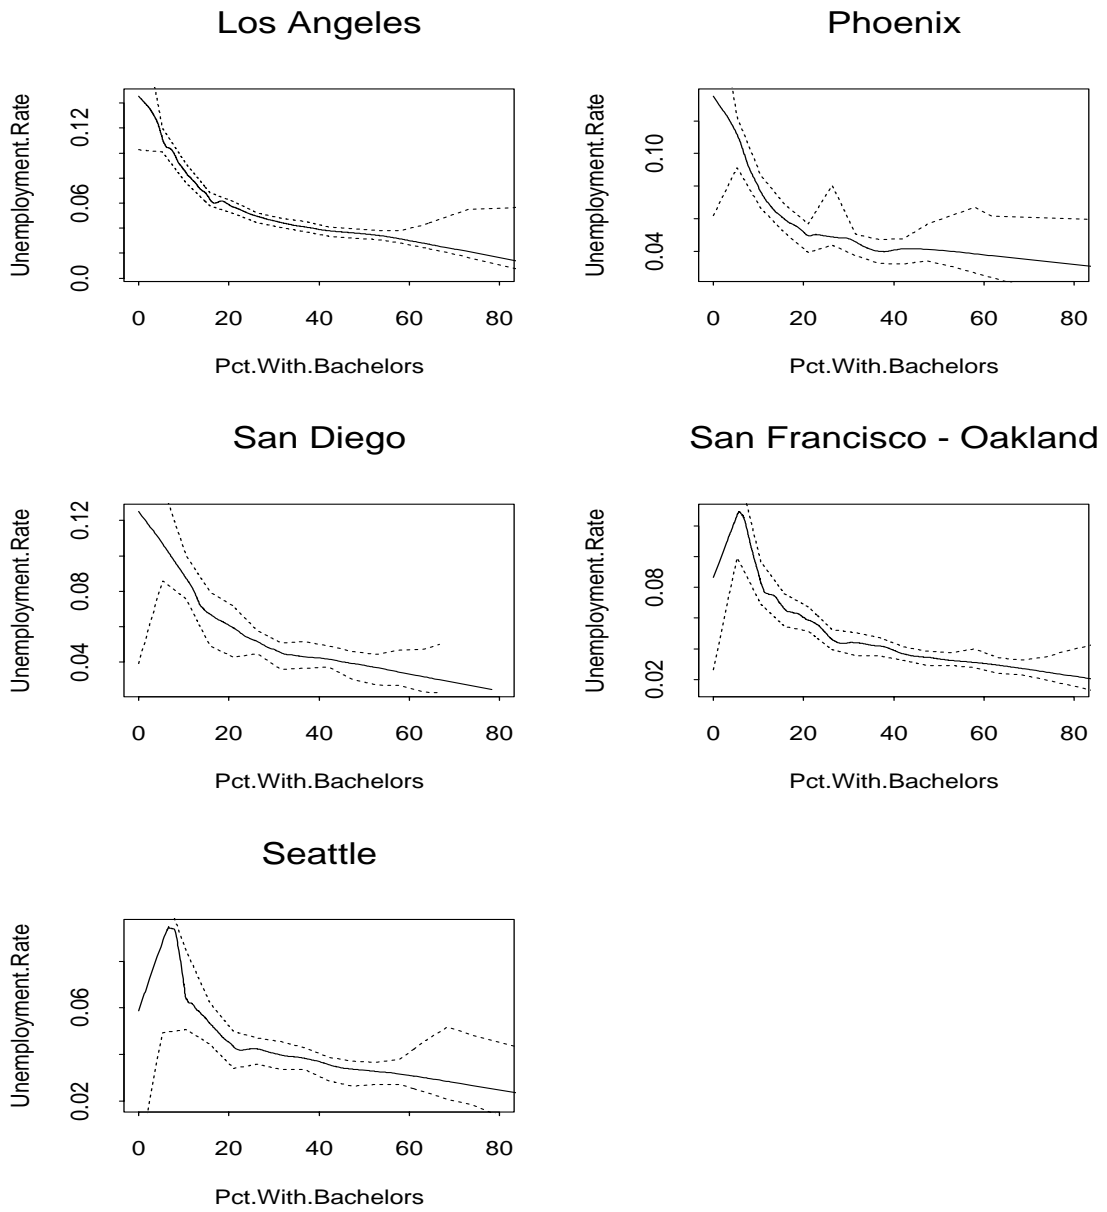 Los Angeles
Unemployment.Rate
0.12
0.06
0.0
0 20 40 60 80
Pct.With.Bachelors
Phoenix
Unemployment.Rate
0.10
0.04
0 20 40 60 80
Pct.With.Bachelors
San Diego
Unemployment.Rate
0.12
0.08
0.04
0 20 40 60 80
Pct.With.Bachelors
San Francisco - Oakland
Unemployment.Rate
0.08
0.02
0 20 40 60 80
Pct.With.Bachelors
Seattle
Unemployment.Rate
0.06
0.02
0 20 40 60 80
Pct.With.Bachelors